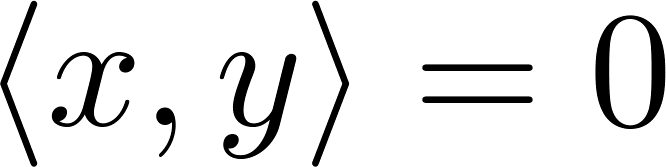 ⟨x, y⟩ = 0